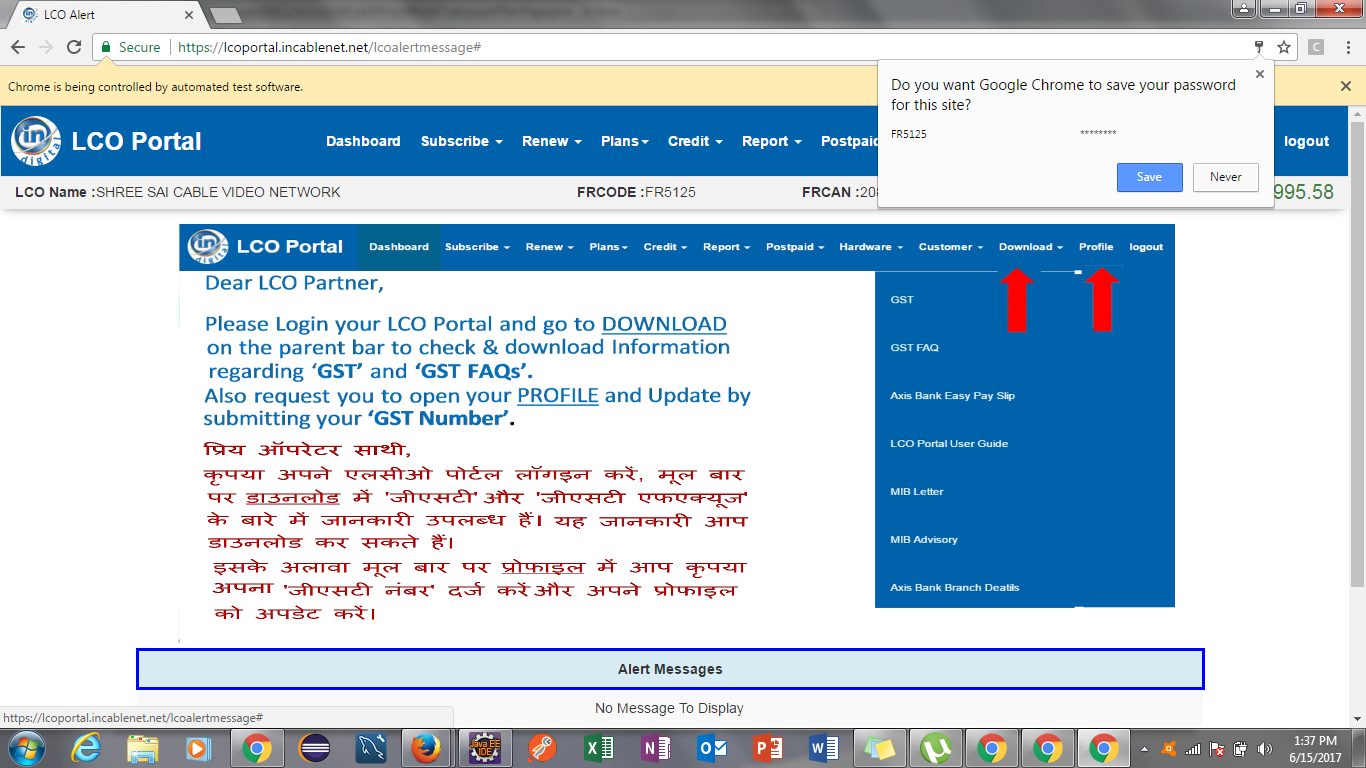 LCO Alert
Secure https://lcoportal.incablenet.net/lcoalertmessage#
C
Chrome is being controlled by automated test software.
Do you want Google Chrome to save your password
for this site?
FR5125 ********
Save Never
in digital LCO Portal Dashboard Subscribe Renew Plans Credit Report Postpaid logout
LCO Name :SHREE SAI CABLE VIDEO NETWORK FRCODE :FR5125 FRCAN :208 995.58
in digital LCO Portal Dashboard Subscribe Renew Plans Credit Report Postpaid Hardware Customer Download Profile logout
Dear LCO Partner,
Please Login your LCO Portal and go to DOWNLOAD
on the parent bar to check & download Information
regarding ‘GST’ and ‘GST FAQs’.
Also request you to open your PROFILE and Update by
submitting your ‘GST Number’.
प्रिय ऑपरेटर साथी,
कृपया अपने एलसीओ पोर्टल लॉगइन करें, मूल बार
पर डाउनलोड में 'जीएसटी' और 'जीएसटी एफएक्यूज'
के बारे में जानकारी उपलब्ध हैं। यह जानकारी आप
डाउनलोड कर सकते हैं।
इसके अलावा मूल बार पर प्रोफाइल में आप कृपया
अपना 'जीएसटी नंबर' दर्ज करें और अपने प्रोफाइल
को अपडेट करें।
GST
GST FAQ
Axis Bank Easy Pay Slip
LCO Portal User Guide
MIB Letter
MIB Advisory
Axis Bank Branch Deatils
Alert Messages
No Message To Display
https://lcoportal.incablenet.net/lcoalertmessage#
Java EE
IDE
1:37 PM
6/15/2017